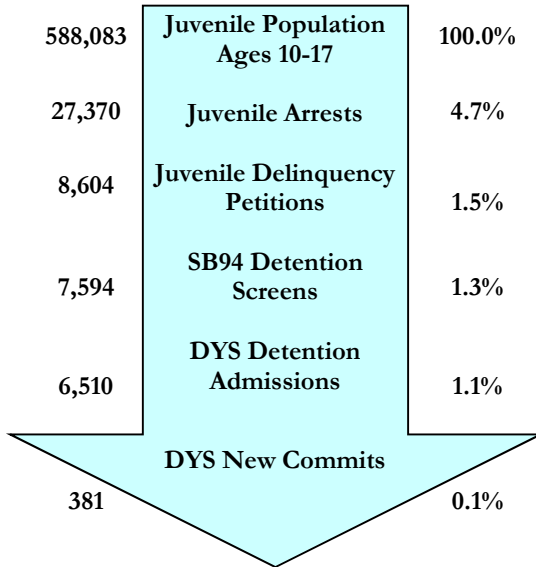 588,083 Juvenile Population Ages 10-17 100.0%
27,370 Juvenile Arrests 4.7%
8,604 Juvenile Delinquency Petitions 1.5%
7,594 SB94 Detention Screens 1.3%
6,510 DYS Detention Admissions 1.1%
DYS New Commits
381 0.1%